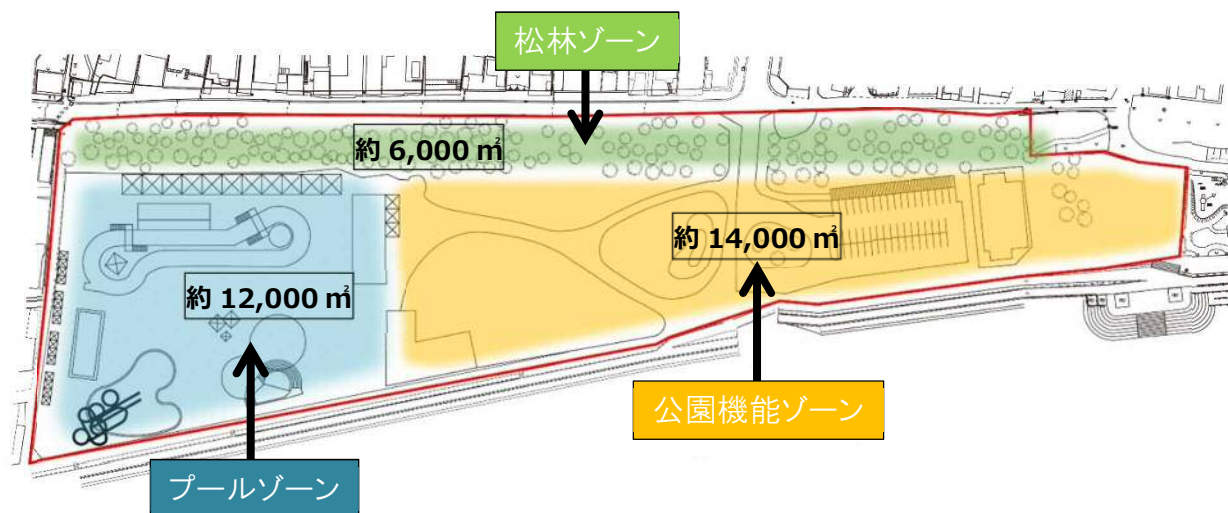 松林ゾーン
約 6,000 ㎡
約 14,000 ㎡
約 12,000 ㎡
公園機能ゾーン
プールゾーン